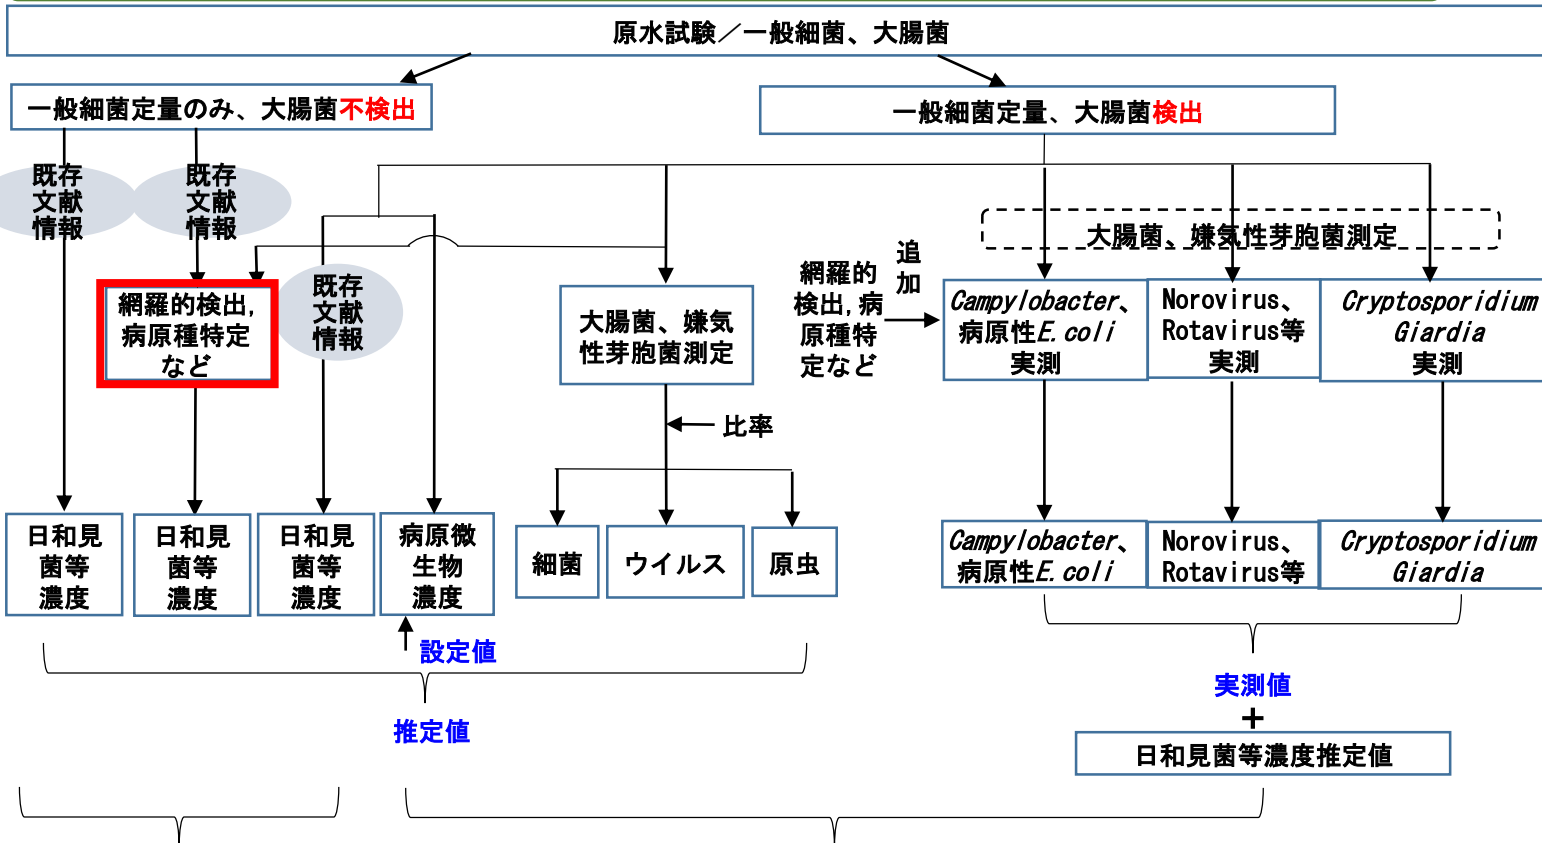 原水試験／一般細菌、大腸菌
一般細菌定量のみ、大腸菌不検出
一般細菌定量、大腸菌検出
既存
文献
情報
既存
文献
情報
大腸菌、嫌気性芽胞菌測定
追
加
網羅的
検出,病
原種特
定など
網羅的検出,
病原種特定
など
既存
文献
情報
大腸菌、嫌気
性芽胞菌測定
Campylobacter、
病原性E.coli
実測
Norovirus、
Rotavirus等
実測
Cryptosporidium
Giardia
実測
比率
日和見
菌等
濃度
日和見
菌等
濃度
日和見
菌等
濃度
病原微
生物
濃度
細菌
ウイルス
原虫
Campylobacter、
病原性E.coli
Norovirus、
Rotavirus等
Cryptosporidium
Giardia
設定値
推定値
実測値
＋
日和見菌等濃度推定値